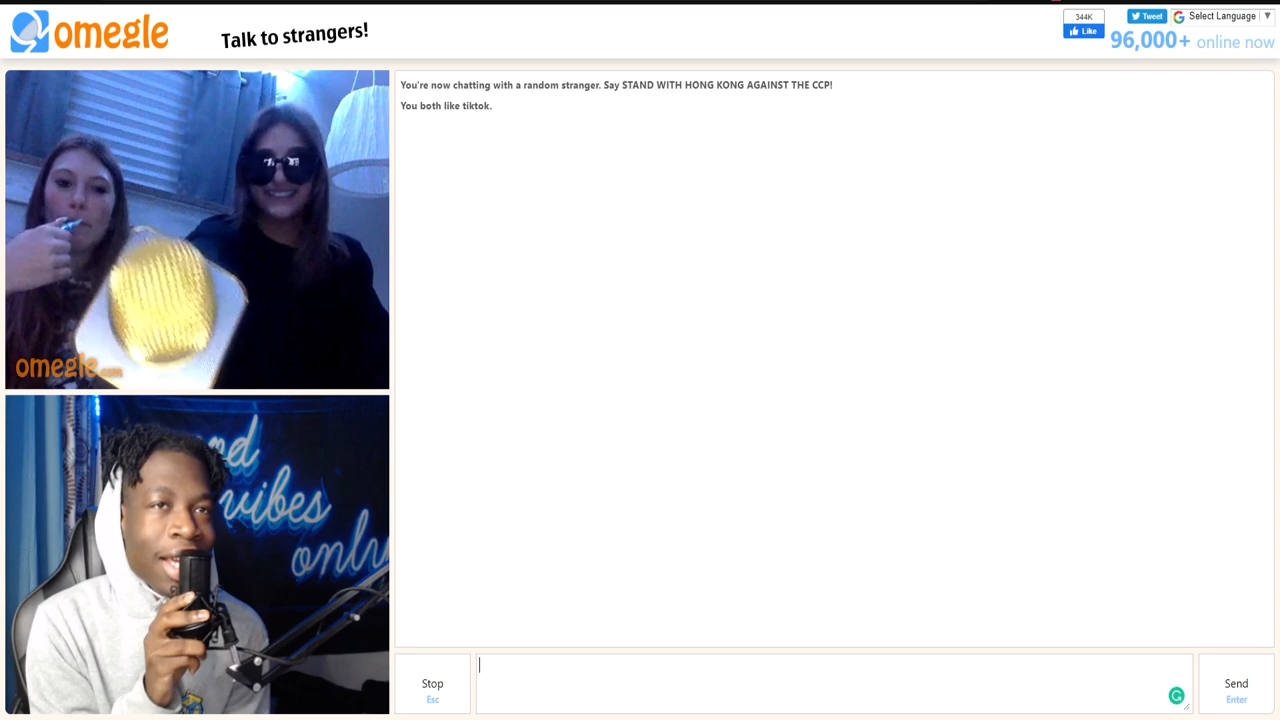 omegle
Talk to strangers!
344K
Like
Tweet
Select Language
96,000+ online now
You're now chatting with a random stranger. Say STAND WITH HONG KONG AGAINST THE CCP!
You both like tiktok.
omegle.com
vibes
only
Stop
Esc
Send
Enter